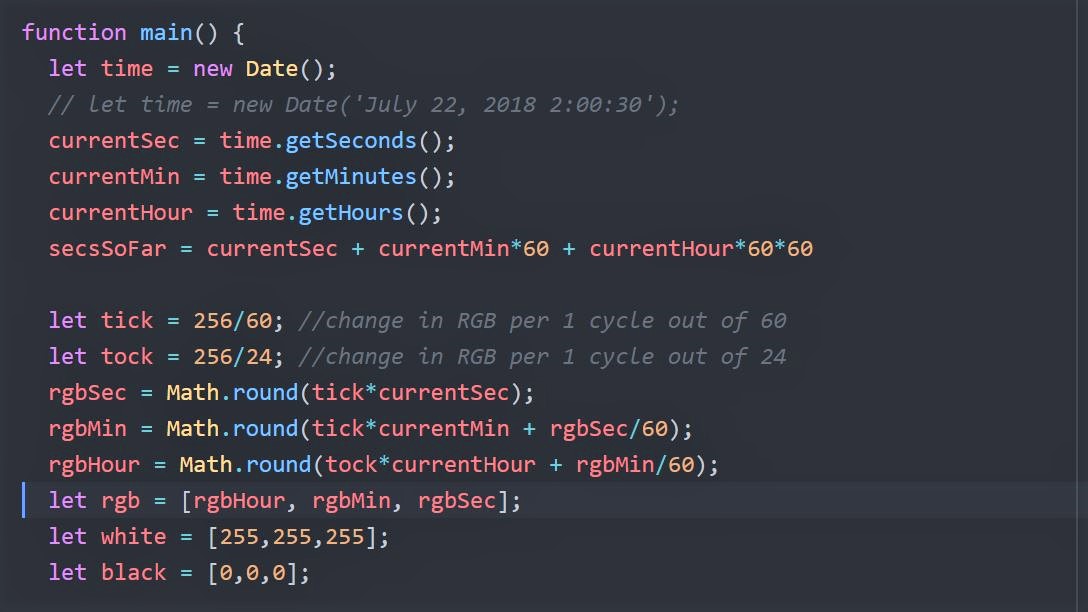 function main() {
  let time = new Date();
  // let time = new Date('July 22, 2018 2:00:30');
  currentSec = time.getSeconds();
  currentMin = time.getMinutes();
  currentHour = time.getHours();
  secsSoFar = currentSec + currentMin*60 + currentHour*60*60
  let tick = 256/60; //change in RGB per 1 cycle out of 60
  let tock = 256/24; //change in RGB per 1 cycle out of 24
  rgbSec = Math.round(tick*currentSec);
  rgbMin = Math.round(tick*currentMin + rgbSec/60);
  rgbHour = Math.round(tock*currentHour + rgbMin/60);
  let rgb = [rgbHour, rgbMin, rgbSec];
  let white = [255,255,255];
  let black = [0,0,0];